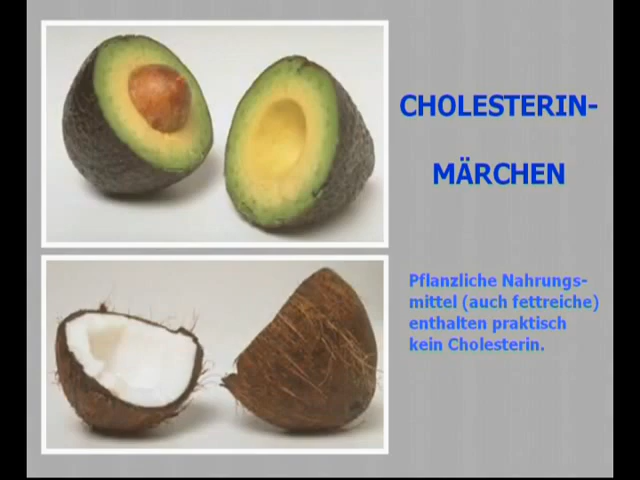 CHOLESTERIN-
MÄRCHEN
Pflanzliche Nahrungs-
mittel (auch fettreiche)
enthalten praktisch
kein Cholesterin.